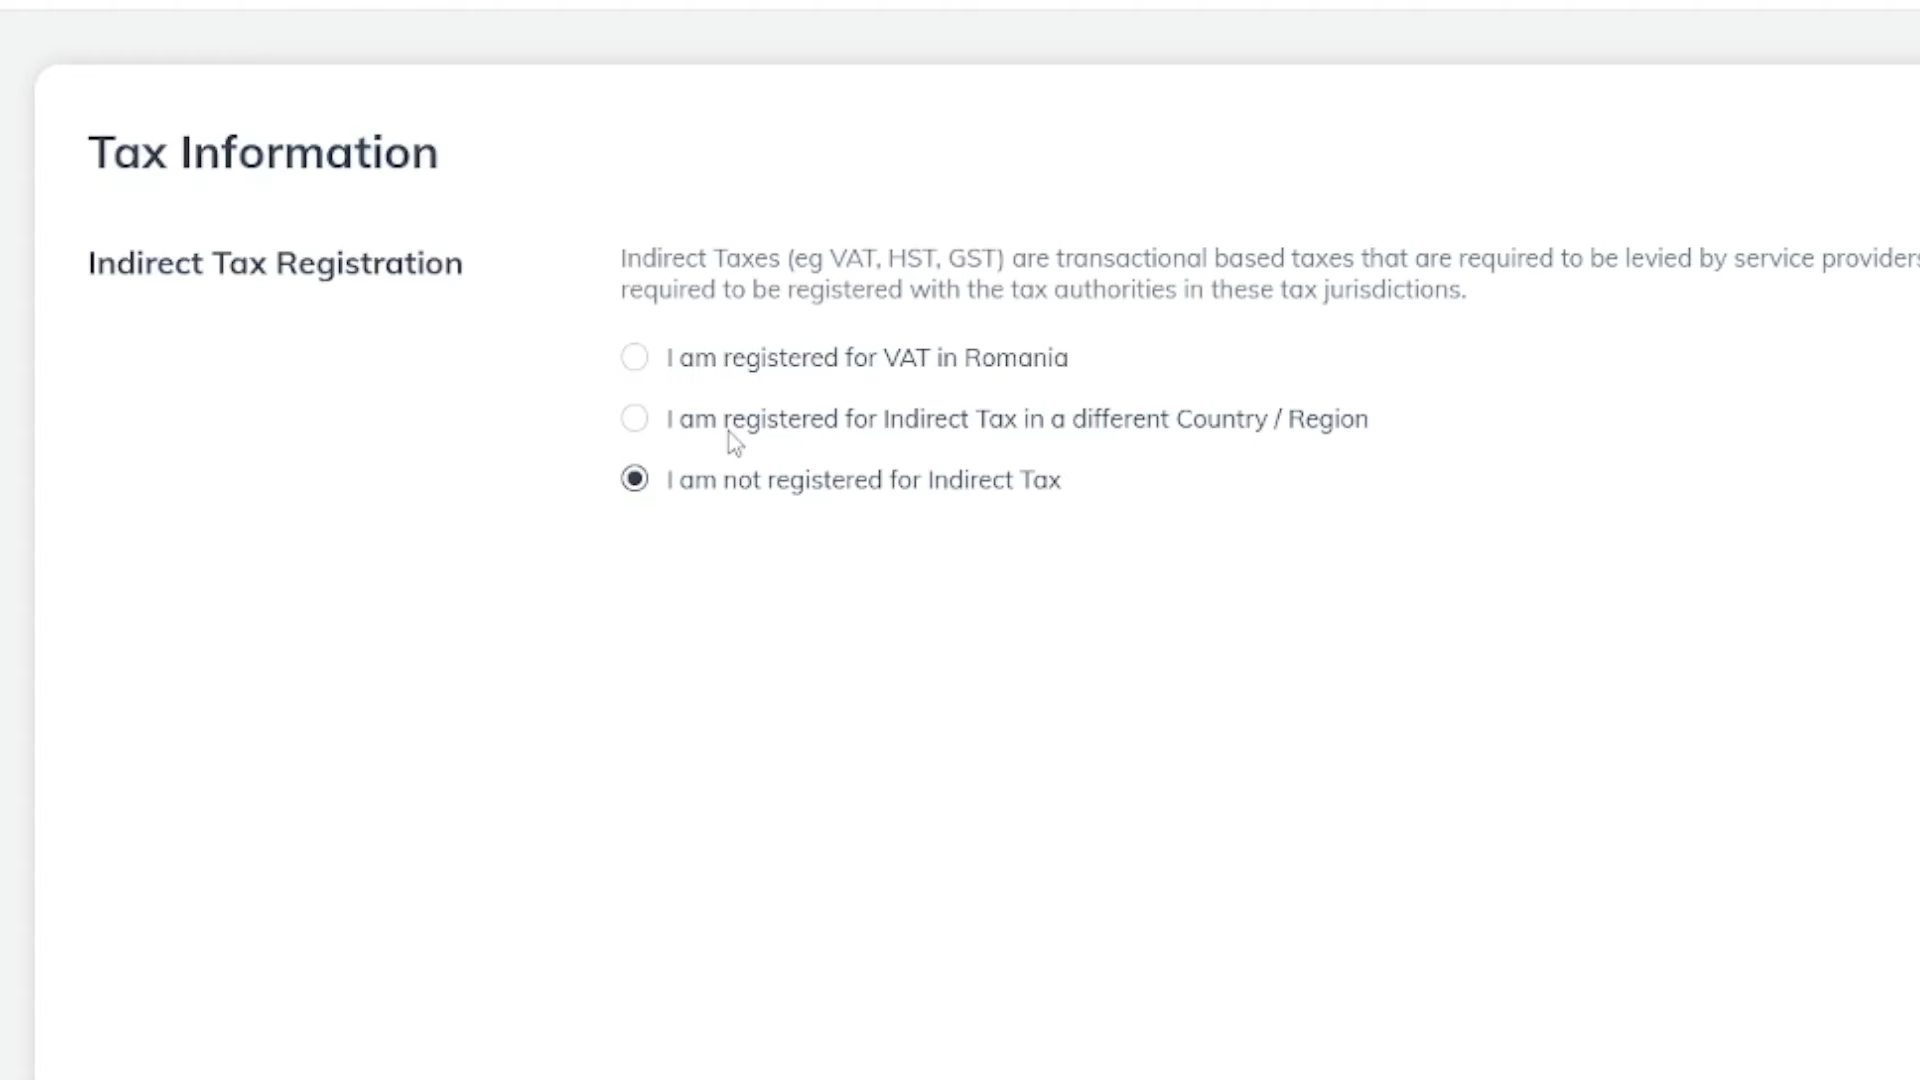 Tax Information
Indirect Tax Registration
Indirect Taxes (eg VAT, HST, GST) are transactional based taxes that are required to be levied by service providers
required to be registered with the tax authorities in these tax jurisdictions.
I am registered for VAT in Romania
I am registered for Indirect Tax in a different Country / Region
I am not registered for Indirect Tax